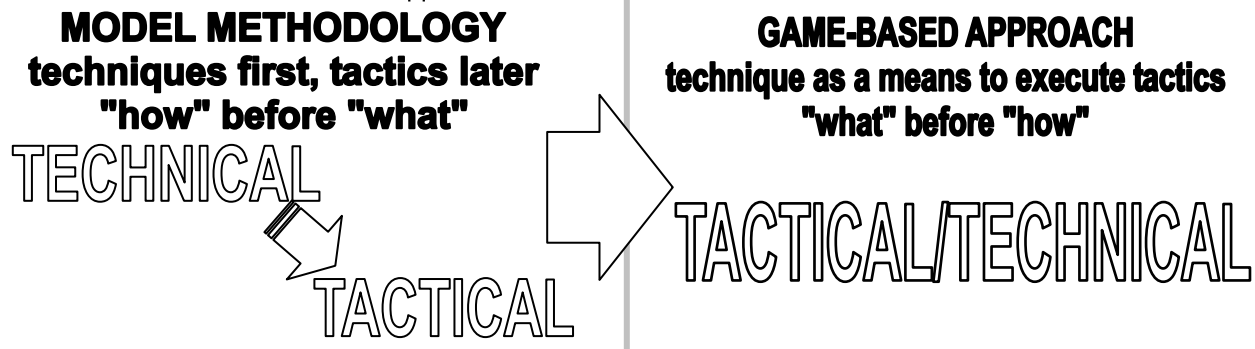 MODEL METHODOLOGY
techniques first, tactics later
"how" before "what"
TECHNICAL
TACTICAL
GAME-BASED APPROACH
technique as a means to execute tactics
"what" before "how"
TACTICAL/TECHNICAL